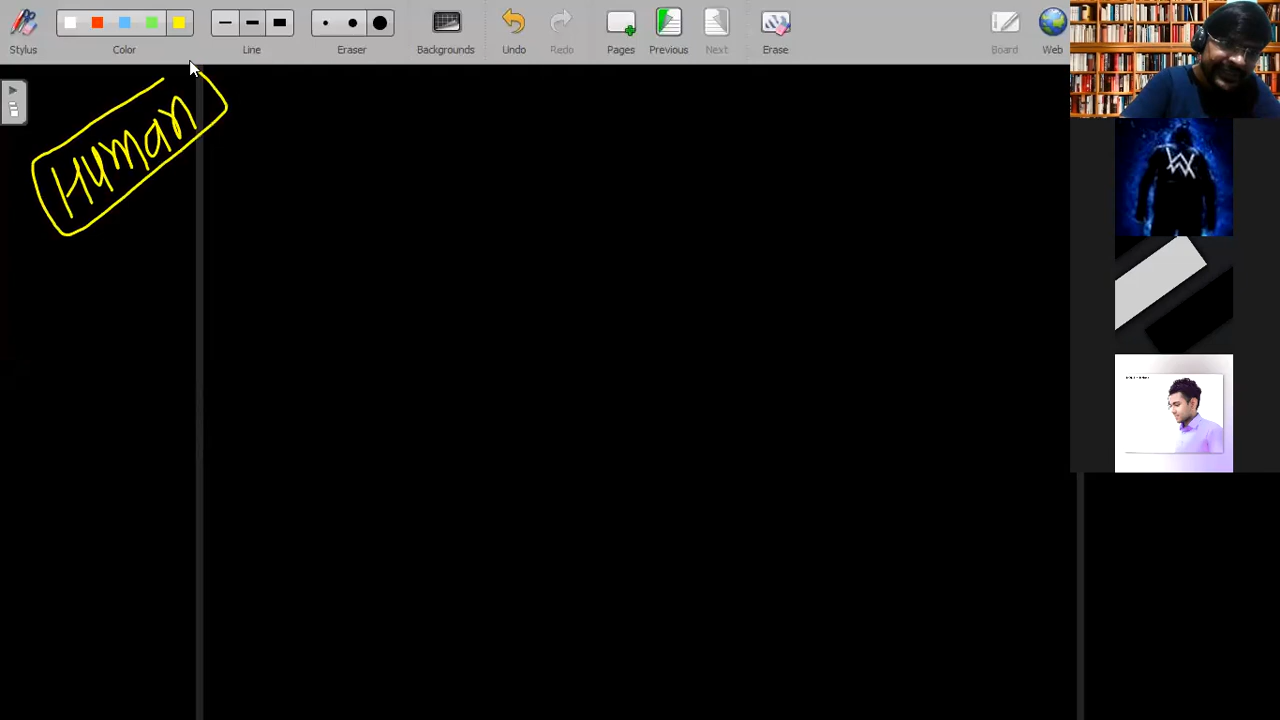 Stylus
Color
Line
Eraser
Backgrounds
Undo
Redo
Pages
Previous
Next
Erase
Board
Web
Human